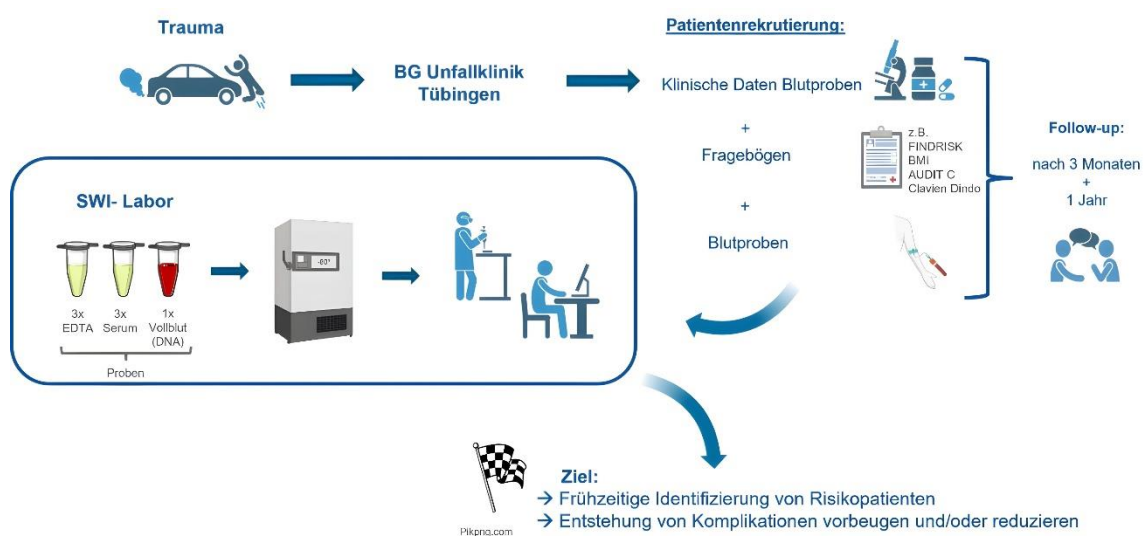 Trauma
BG Unfallklinik
Tübingen
Patientenrekrutierung:
Klinische Daten Blutproben
+
Fragebögen
+
Blutproben
z.B.
FINDRISK
BMI
AUDIT C
Clavien Dindo
Follow-up:
nach 3 Monaten
+
1 Jahr
SWI- Labor
-80°
3x
EDTA
3x
Serum
1x
Vollblut
(DNA)
Proben
Ziel:
→ Frühzeitige Identifizierung von Risikopatienten
→ Entstehung von Komplikationen vorbeugen und/oder reduzieren
Pikpng.com